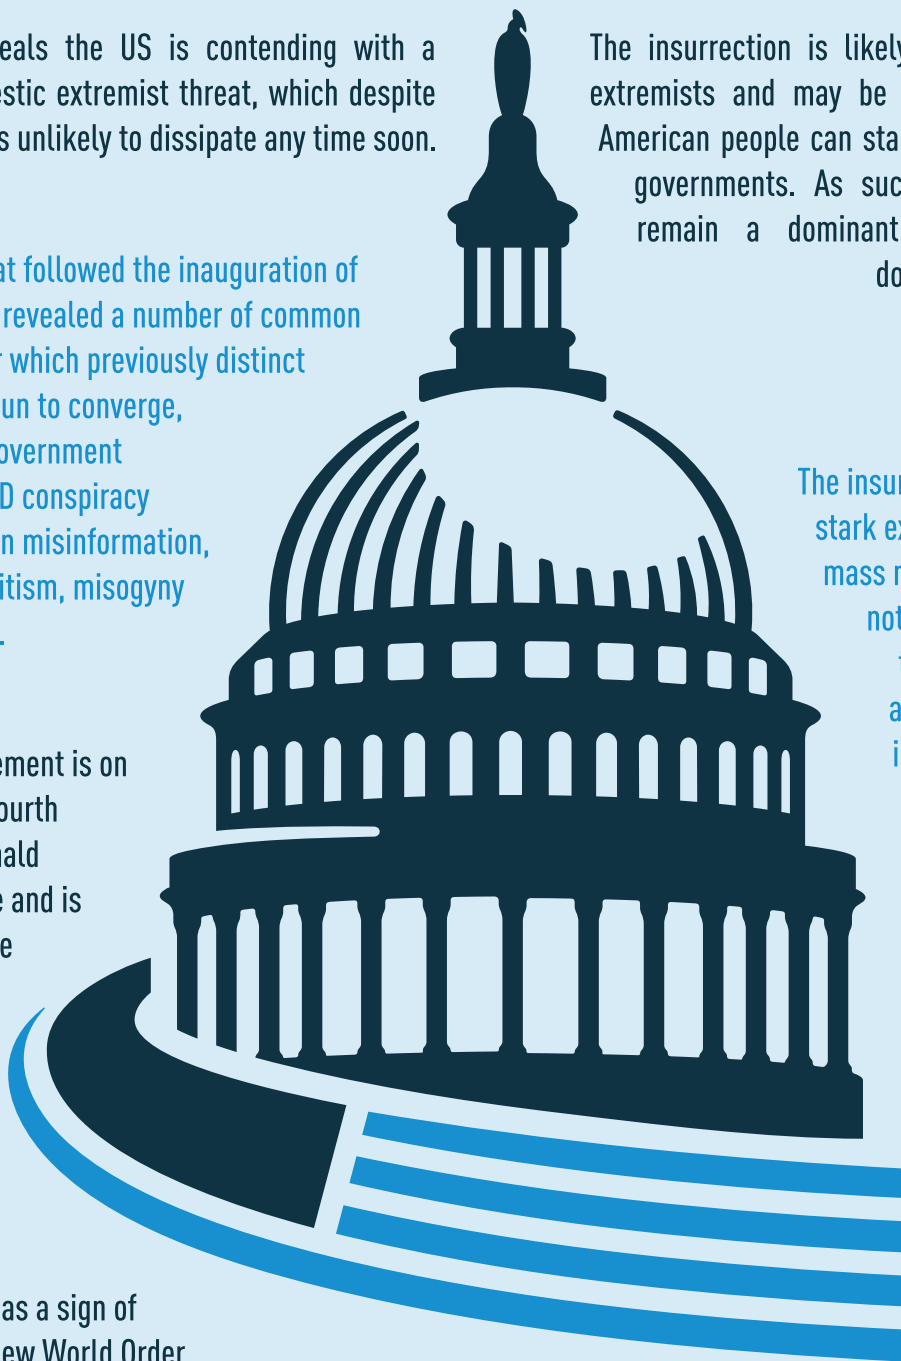 eals the US is contending with a
estic extremist threat, which despite
s unlikely to dissipate any time soon.
at followed the inauguration of
revealed a number of common
r which previously distinct
un to converge,
overnment
D conspiracy
n misinformation,
itism, misogyny
.
ement is on
ourth
nald
e and is
e
as a sign of
ew World Order
The insurrection is likely
extremists and may be
American people can sta
governments. As suc
remain a dominant
do
The insur
stark ex
mass r
not
t
a
i